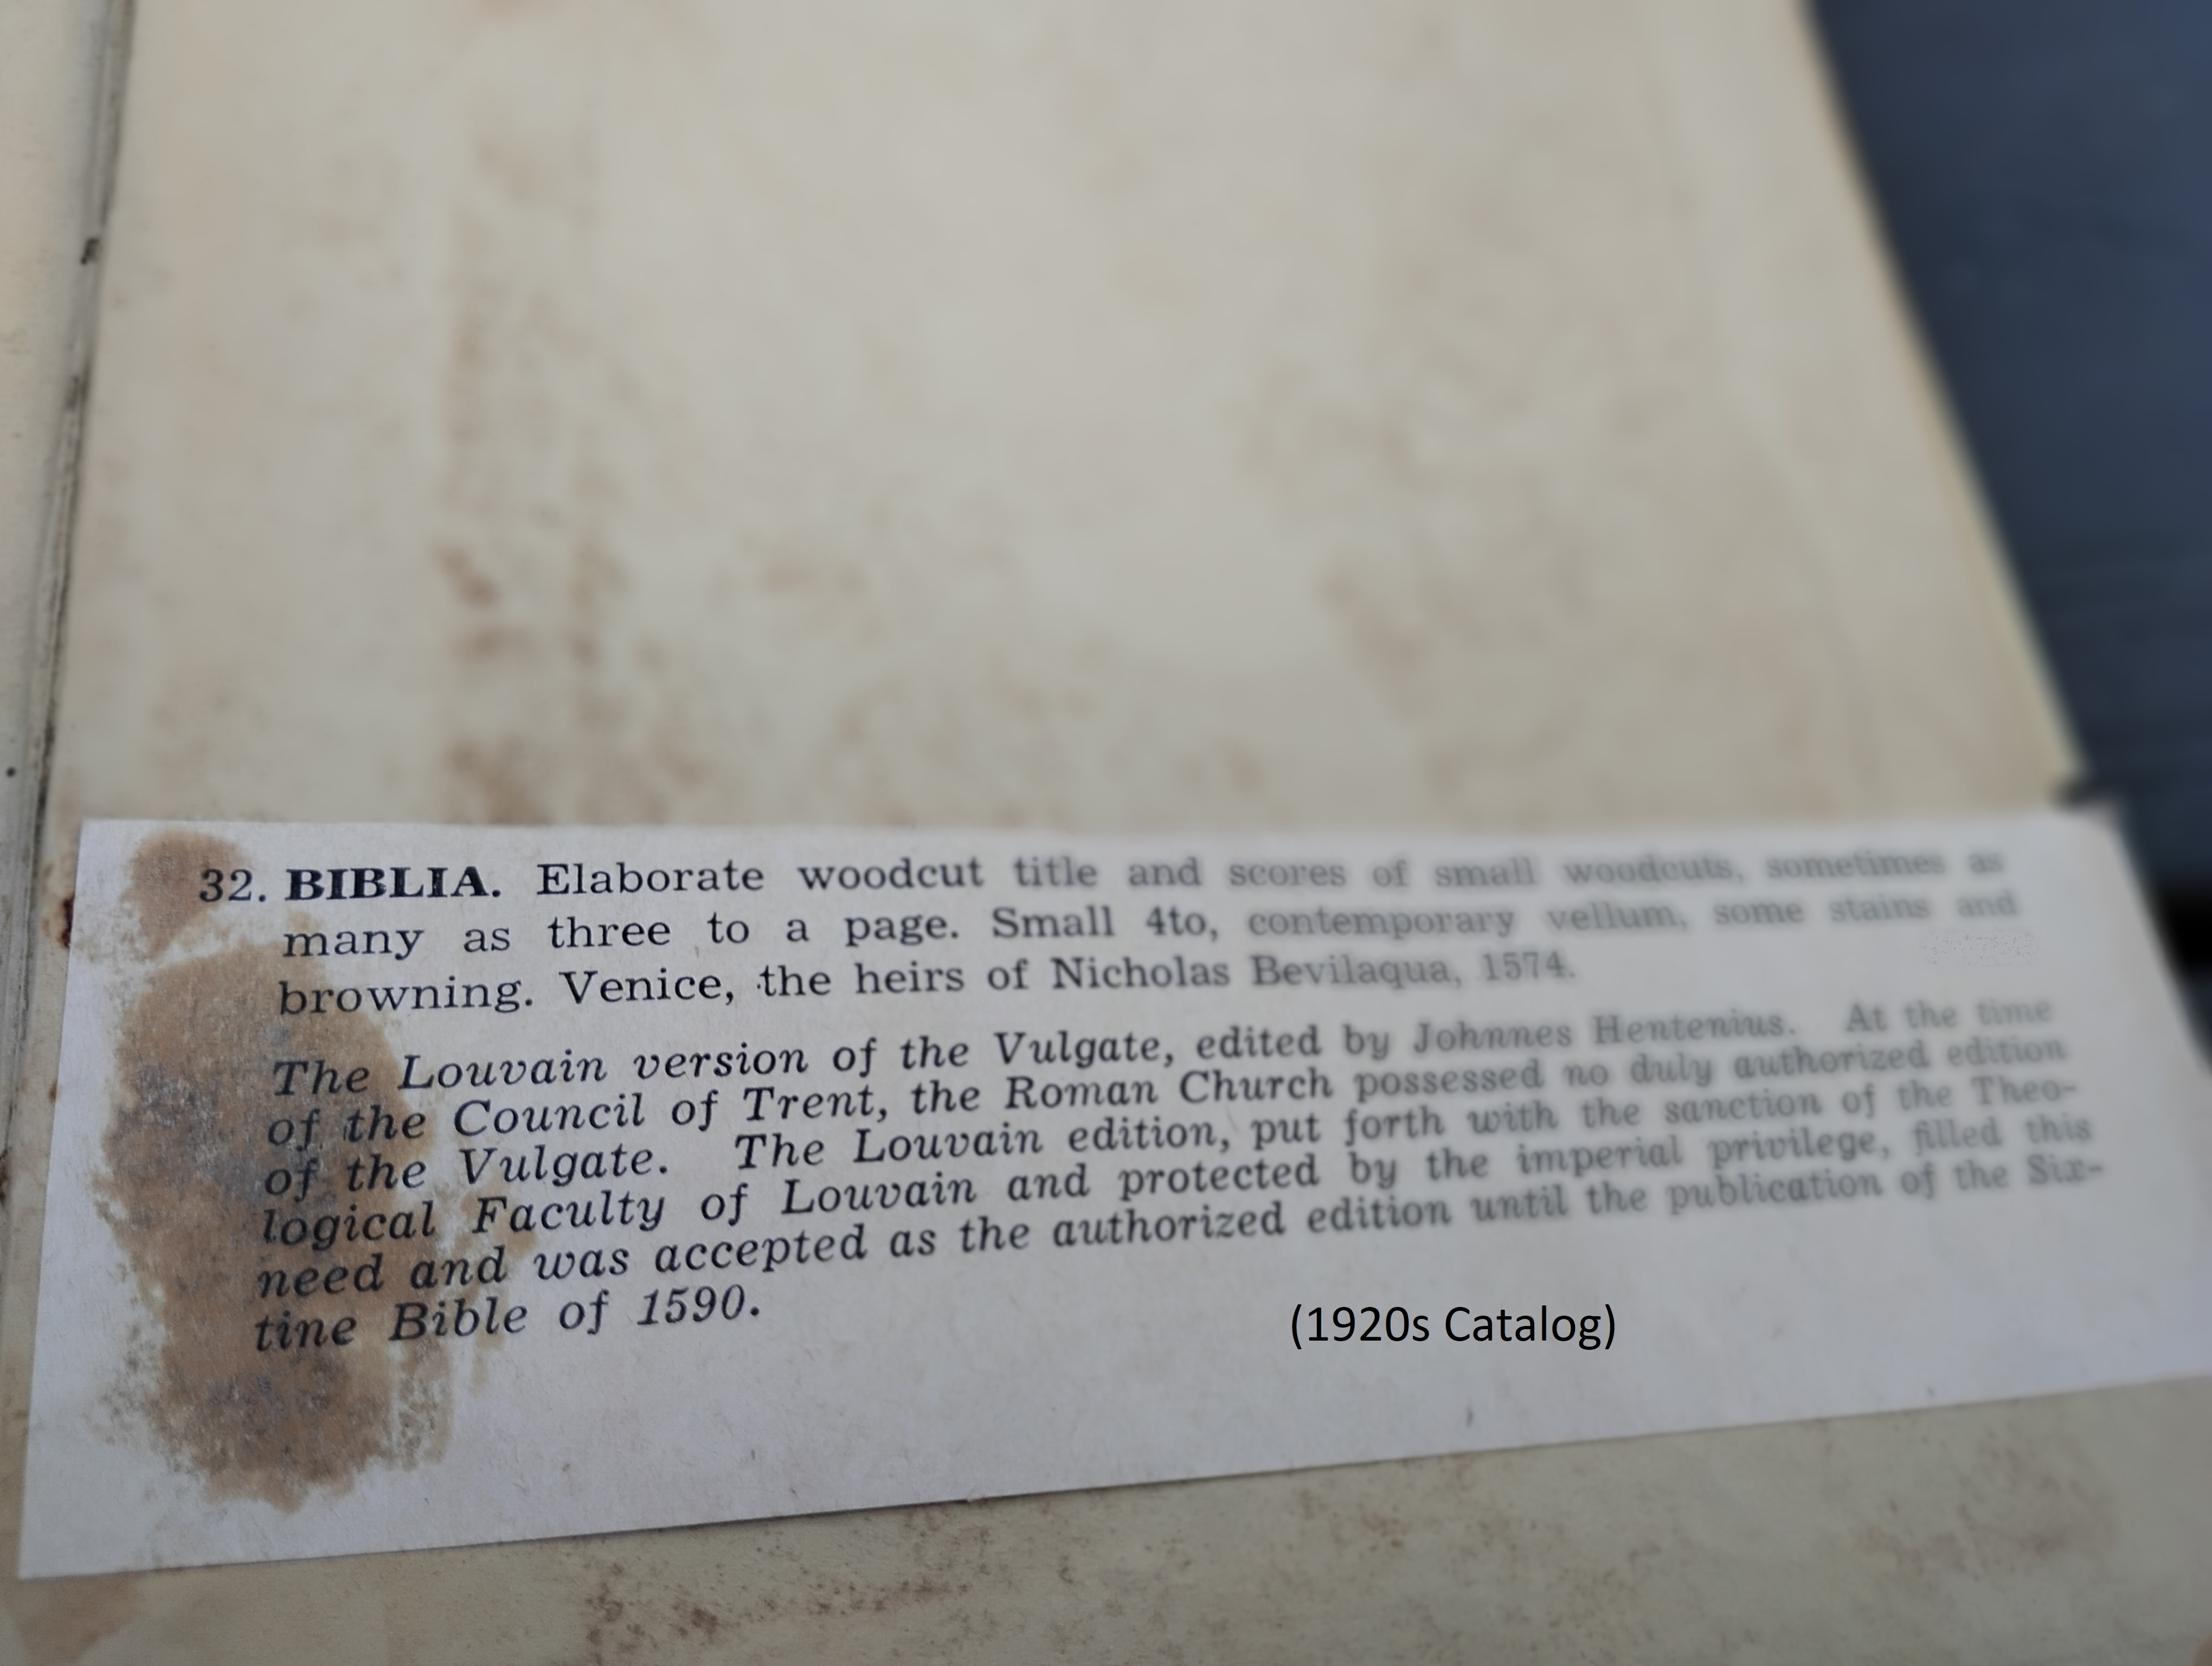 32. BIBLIA. Elaborate woodcut title and scores of small woodcuts, sometimes as
many as three to a page. Small 4to, contemporary vellum, some stains and
browning. Venice, the heirs of Nicholas Bevilaqua, 1574.
The Louvain version of the Vulgate, edited by Johnnes Hentenius. At the time
of the Council of Trent, the Roman Church possessed no duly authorized edition
of the Vulgate. The Louvain edition, put forth with the sanction of the Theo-
logical Faculty of Louvain and protected by the imperial privilege, filled this
need and was accepted as the authorized edition until the publication of the Six-
tine Bible of 1590.
(1920s Catalog)